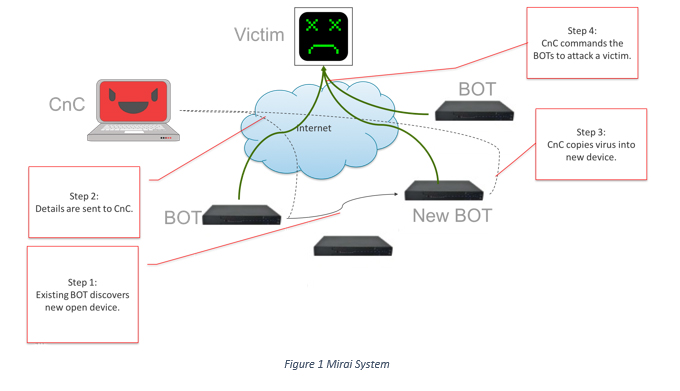 Victim
Step 4:
CnC commands the
BOTs to attack a victim.
CnC
BOT
Internet
Step 3:
CnC copies virus into
new device.
Step 2:
Details are sent to CnC.
BOT
New BOT
Step 1:
Existing BOT discovers
new open device.
Figure 1 Mirai System